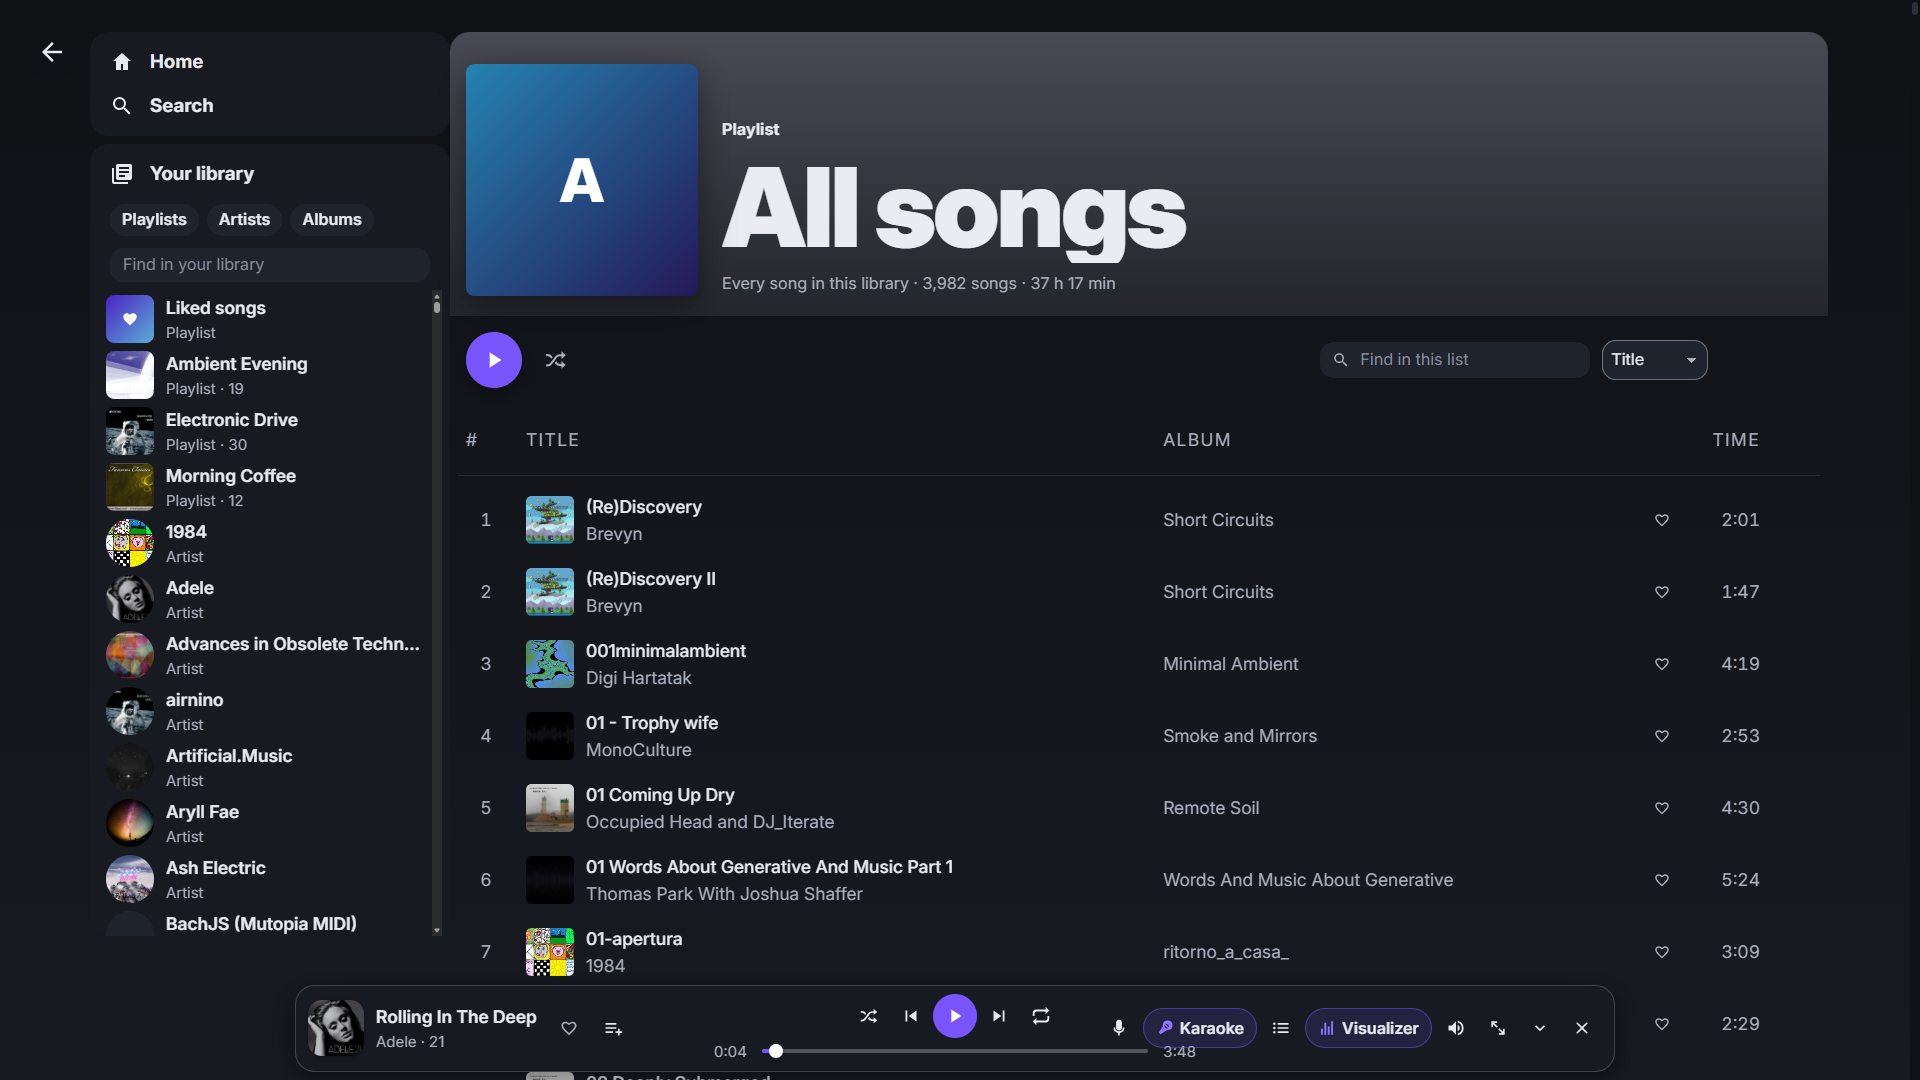 Home
Search
Your library
Playlists
Artists
Albums
Find in your library
Liked songs
Playlist
Ambient Evening
Playlist · 19
Electronic Drive
Playlist · 30
Morning Coffee
Playlist · 12
1984
Artist
Adele
Artist
Advances in Obsolete Techn...
Artist
airnino
Artist
Artificial.Music
Artist
Aryll Fae
Artist
Ash Electric
Artist
BachJS (Mutopia MIDI)
A
Playlist
All songs
Every song in this library · 3,982 songs · 37 h 17 min
Find in this list
Title
# TITLE ALBUM TIME
1 (Re)Discovery Short Circuits 2:01
Brevyn
2 (Re)Discovery II Short Circuits 1:47
Brevyn
3 001minimalambient Minimal Ambient 4:19
Digi Hartatak
4 01 - Trophy wife Smoke and Mirrors 2:53
MonoCulture
5 01 Coming Up Dry Remote Soil 4:30
Occupied Head and DJ_Iterate
6 01 Words About Generative And Music Part 1 Words And Music About Generative 5:24
Thomas Park With Joshua Shaffer
7 01-apertura ritorno_a_casa_ 3:09
1984
2:29
Rolling In The Deep
Adele · 21
0:04
3:48
Karaoke
Visualizer